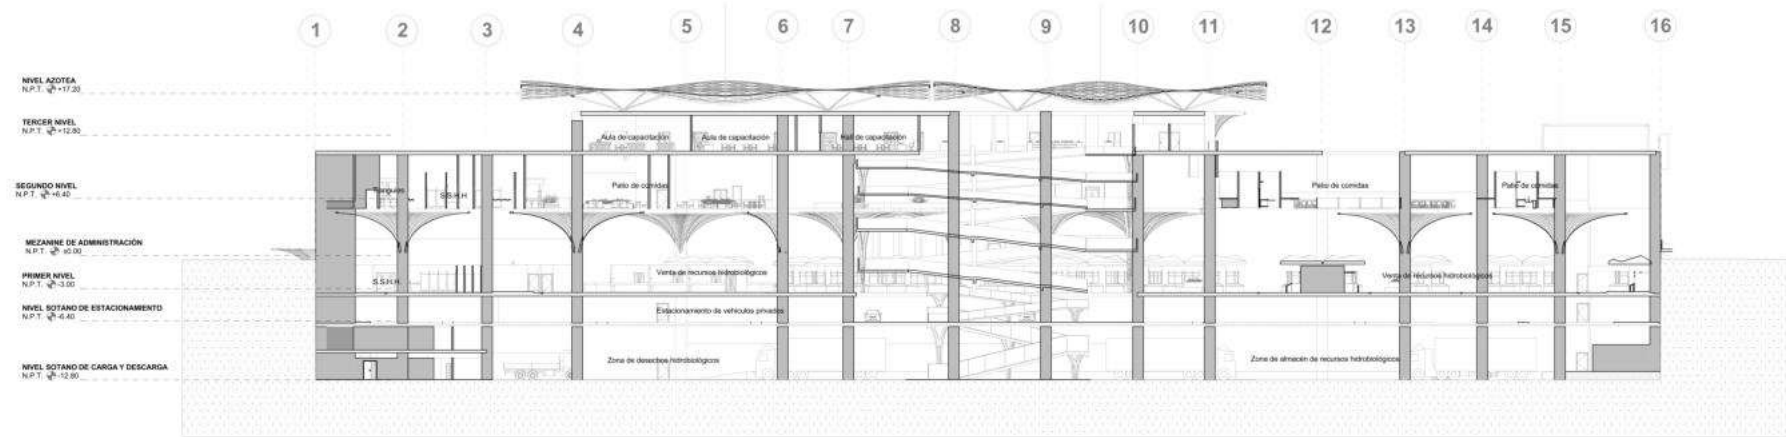 1 2 3 4 5 6 7 8 9 10 11 12 13 14 15 16
NIVEL AZOTEA
N.P.T. +17.20
TERCER NIVEL
N.P.T. +12.80
Aula de capacitación Aula de capacitación Hall de capacitación
SEGUNDO NIVEL
N.P.T. +6.40
Tianguies S.S.H.H Patio de comidas Patio de comidas Patio de comidas
MEZANINE DE ADMINISTRACIÓN
N.P.T. ±0.00
PRIMER NIVEL
N.P.T. -3.00
S.S.H.H. Venta de recursos hidrobiológicos Venta de recursos hidrobiológicos
NIVEL SOTANO DE ESTACIONAMIENTO
N.P.T. -6.40
Estacionamiento de vehículos privados
NIVEL SOTANO DE CARGA Y DESCARGA
N.P.T. -12.80
Zona de desechos hidrobiológicos Zona de almacén de recursos hidrobiológicos